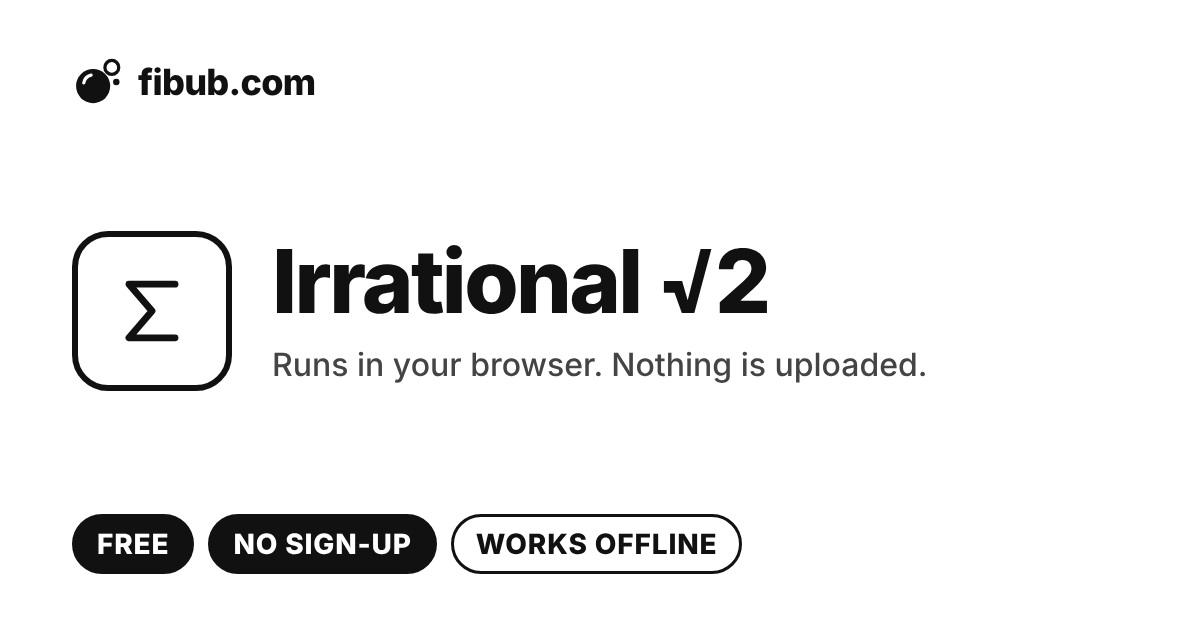 fibub.com
Σ
Irrational √2
Runs in your browser. Nothing is uploaded.
FREE
NO SIGN-UP
WORKS OFFLINE